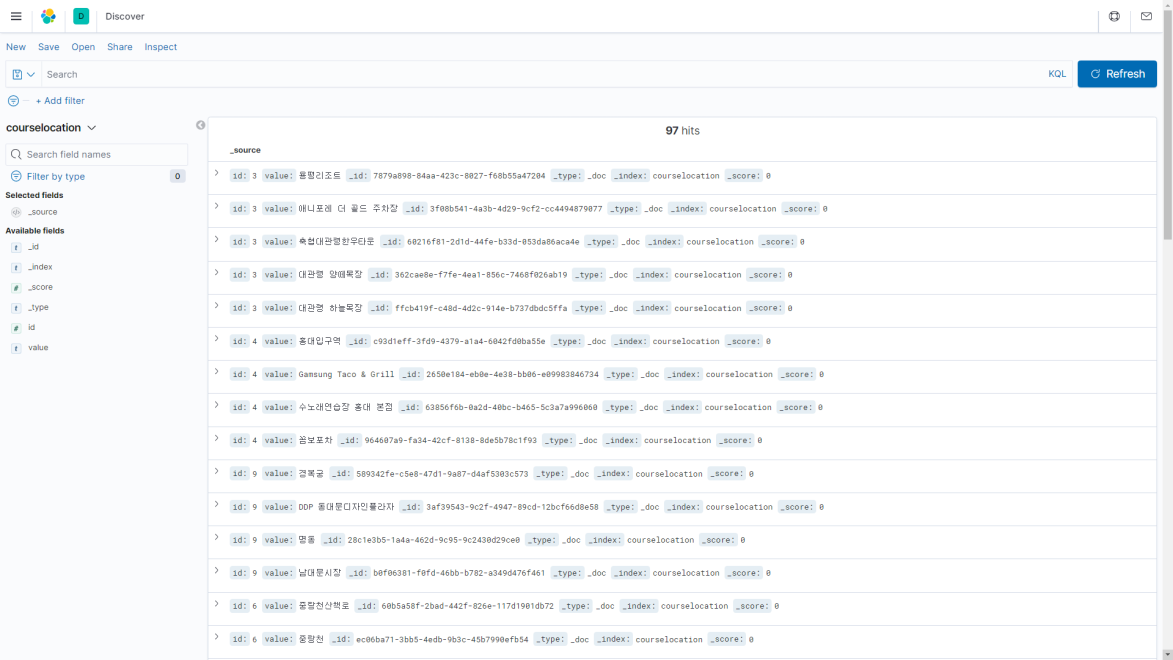 D Discover
New Save Open Share Inspect
Search KQL Refresh
+ Add filter
courselocation
97 hits
Search field names
_source
Filter by type 0
Selected fields
_source
Available fields
t _id
t _index
# _score
t _type
# id
t value
id: 3 value: 용평리조트 _id: 7879a898-84aa-423c-8027-f68b55a47204 _type: _doc _index: courselocation _score: 0
id: 3 value: 애니포레 더 골드 주차장 _id: 3f08b541-4a3b-4d29-9cf2-cc4494879077 _type: _doc _index: courselocation _score: 0
id: 3 value: 축협대관령한우타운 _id: 60216f81-2d1d-44fe-b33d-053da86aca4e _type: _doc _index: courselocation _score: 0
id: 3 value: 대관령 양떼목장 _id: 362cae8e-f7fe-4ea1-856c-7468f026ab19 _type: _doc _index: courselocation _score: 0
id: 3 value: 대관령 하늘목장 _id: ffcb419f-c48d-4d2c-914e-b737dbdc5ffa _type: _doc _index: courselocation _score: 0
id: 4 value: 홍대입구역 _id: c93d1eff-3fd9-4379-a1a4-6042fd0ba55e _type: _doc _index: courselocation _score: 0
id: 4 value: Gamsung Taco & Grill _id: 2650e184-eb0e-4e38-bb06-e09983846734 _type: _doc _index: courselocation _score: 0
id: 4 value: 수노래연습장 홍대 본점 _id: 63856f6b-0a2d-40bc-b465-5c3a7a996060 _type: _doc _index: courselocation _score: 0
id: 4 value: 꼼보포차 _id: 964607a9-fa34-42cf-8138-8de5b78c1f93 _type: _doc _index: courselocation _score: 0
id: 9 value: 경복궁 _id: 589342fe-c5e8-47d1-9a87-d4af5303c573 _type: _doc _index: courselocation _score: 0
id: 9 value: DDP 동대문디자인플라자 _id: 3af39543-9c2f-4947-89cd-12bcf66d8e58 _type: _doc _index: courselocation _score: 0
id: 9 value: 명동 _id: 28c1e3b5-1a4a-462d-9c95-9c2430d29ce0 _type: _doc _index: courselocation _score: 0
id: 9 value: 남대문시장 _id: b0f06381-f0fd-46bb-b782-a349d476f461 _type: _doc _index: courselocation _score: 0
id: 6 value: 중랑천산책로 _id: 60b5a58f-2bad-442f-826e-117d1901db72 _type: _doc _index: courselocation _score: 0
id: 6 value: 중랑천 _id: ec06ba71-3bb5-4edb-9b3c-45b7990efb54 _type: _doc _index: courselocation _score: 0